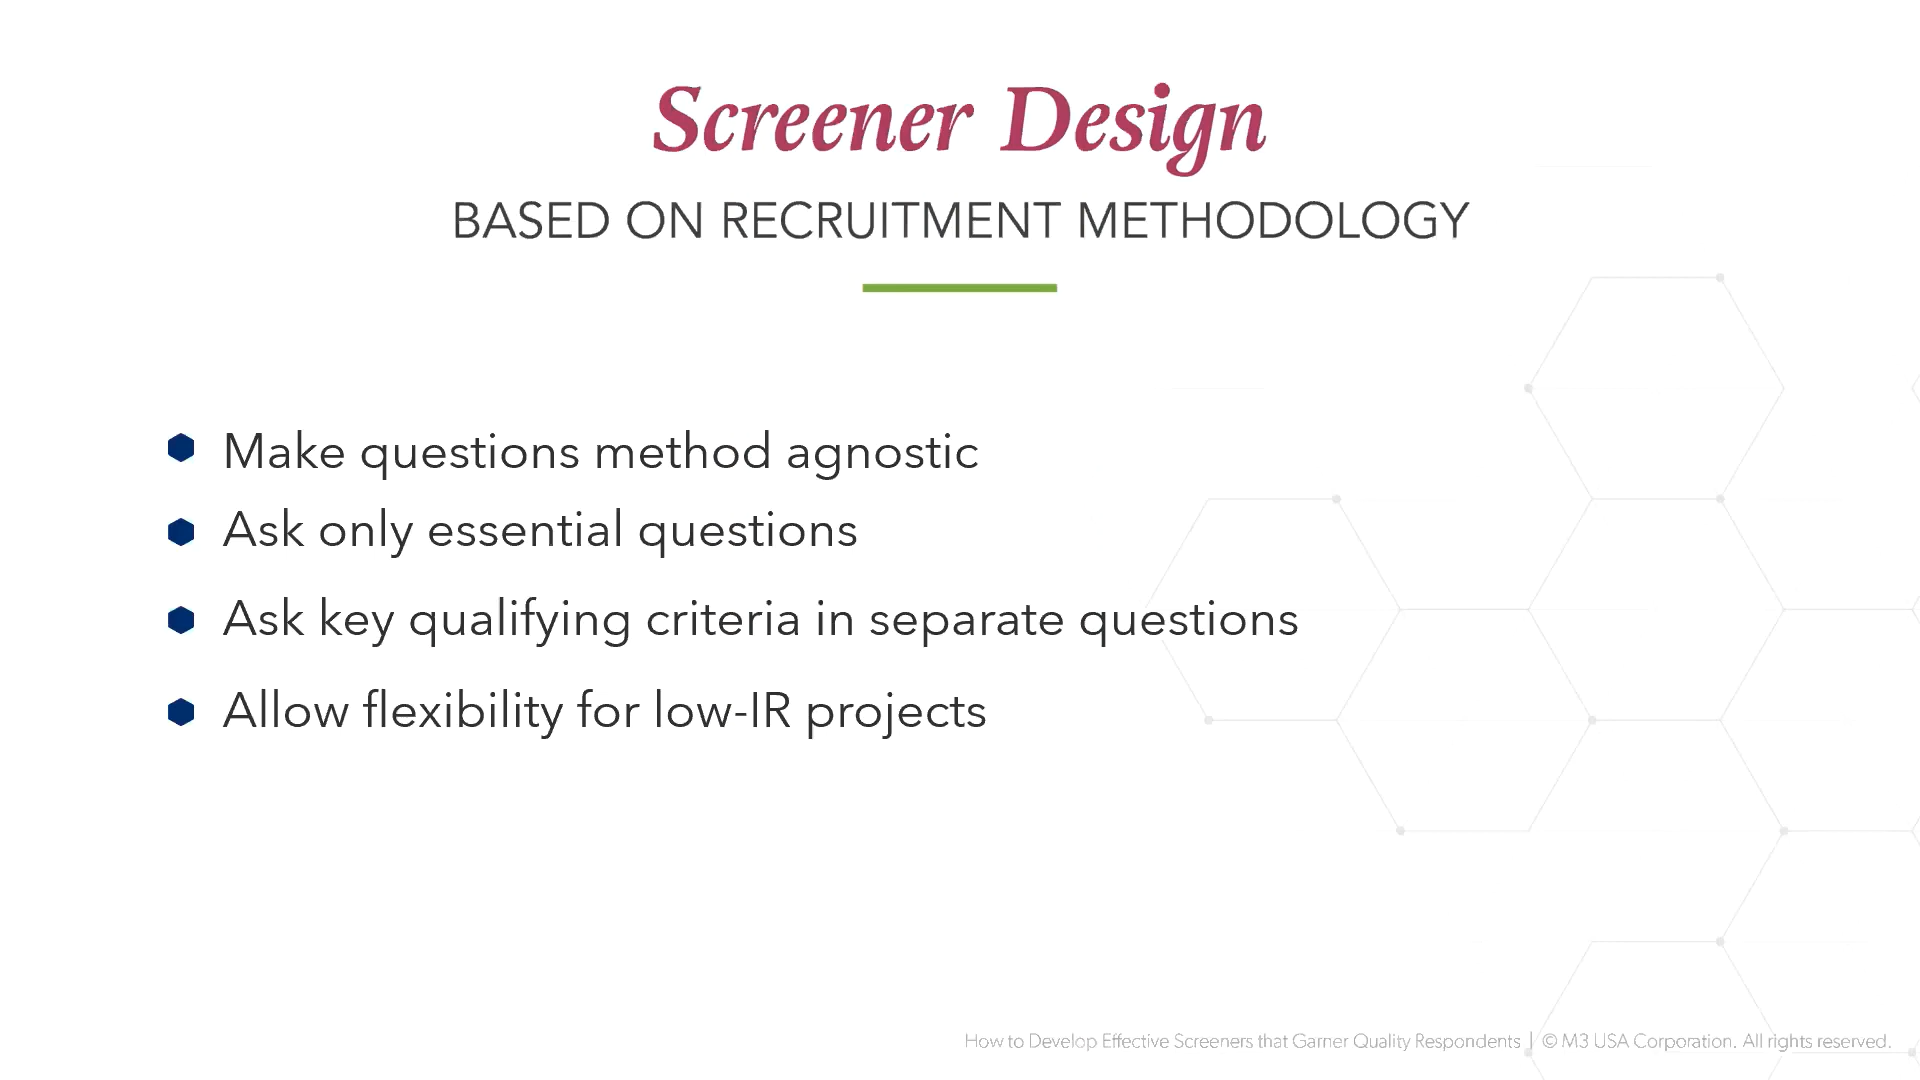 Screener Design
BASED ON RECRUITMENT METHODOLOGY
Make questions method agnostic
Ask only essential questions
Ask key qualifying criteria in separate questions
Allow flexibility for low-IR projects
How to Develop Effective Screeners that Garner Quality Respondents | © M3 USA Corporation. All rights reserved.